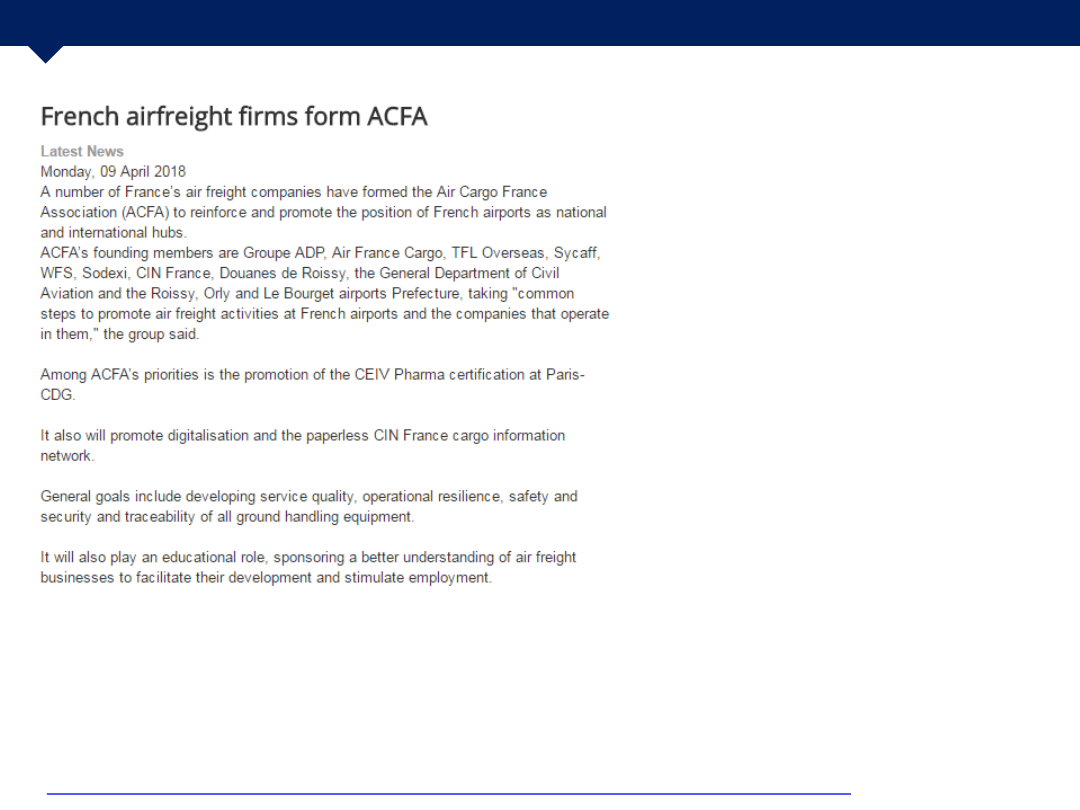 French airfreight firms form ACFA
Latest News
Monday, 09 April 2018
A number of France's air freight companies have formed the Air Cargo France
Association (ACFA) to reinforce and promote the position of French airports as national
and international hubs.
ACFA's founding members are Groupe ADP, Air France Cargo, TFL Overseas, Sycaff,
WFS, Sodexi, CIN France, Douanes de Roissy, the General Department of Civil
Aviation and the Roissy, Orly and Le Bourget airports Prefecture, taking "common
steps to promote air freight activities at French airports and the companies that operate
in them," the group said.
Among ACFA's priorities is the promotion of the CEIV Pharma certification at Paris-
CDG.
It also will promote digitalisation and the paperless CIN France cargo information
network.
General goals include developing service quality, operational resilience, safety and
security and traceability of all ground handling equipment.
It will also play an educational role, sponsoring a better understanding of air freight
businesses to facilitate their development and stimulate employment.